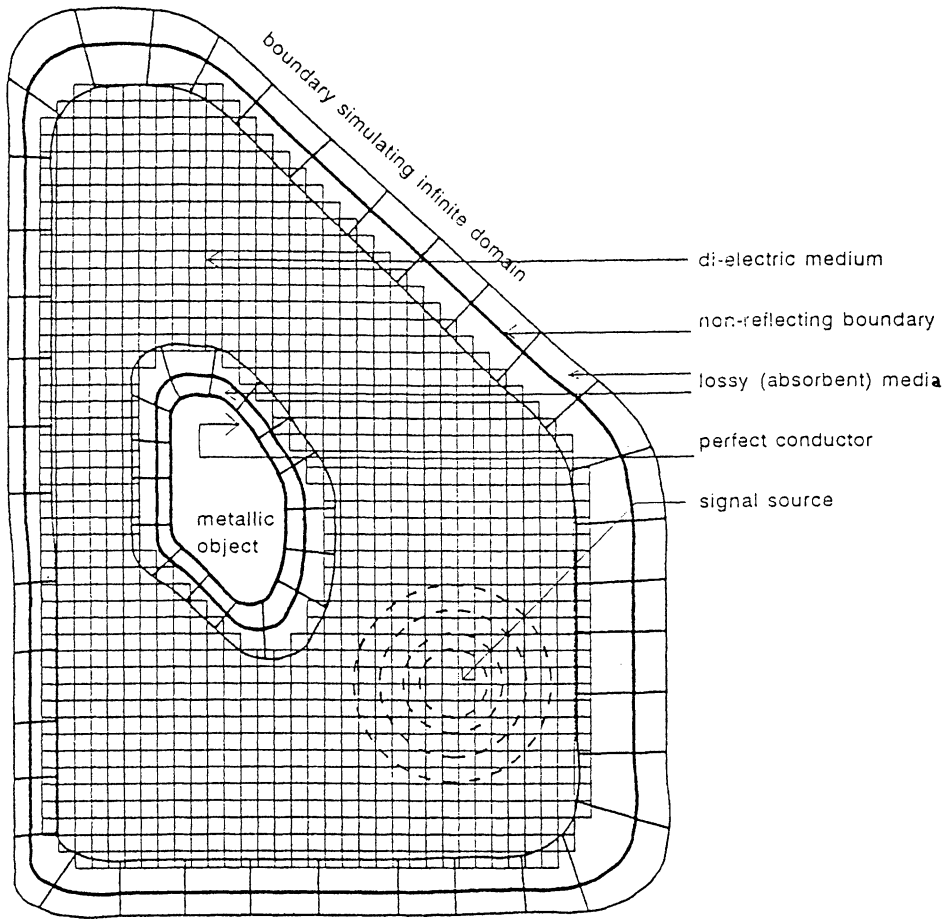 boundary simulating infinite domain
di-electric medium
non-reflecting boundary
lossy (absorbent) media
perfect conductor
signal source
metallic
object